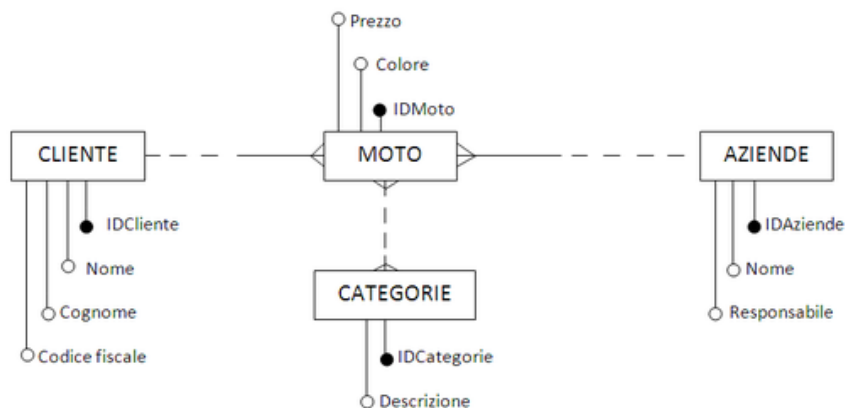 Prezzo
Colore
IDMoto
CLIENTE
MOTO
AZIENDE
IDCliente
Nome
Cognome
Codice fiscale
CATEGORIE
IDCategorie
Descrizione
IDAziende
Nome
Responsabile